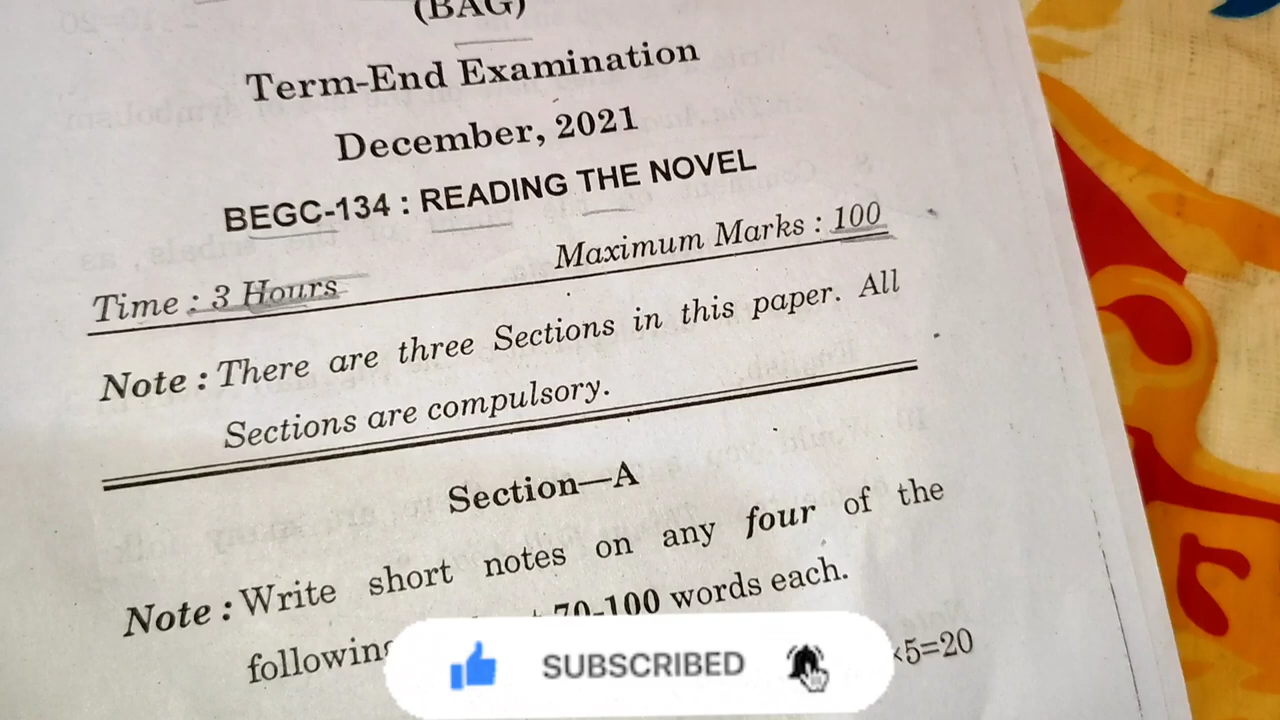 (BAG)
Term-End Examination
December, 2021
BEGC-134 : READING THE NOVEL
Time : 3 Hours Maximum Marks : 100
Note : There are three Sections in this paper. All
Sections are compulsory.
Section—A
Note : Write short notes on any four of the
following 70-100 words each.
×5=20
SUBSCRIBED